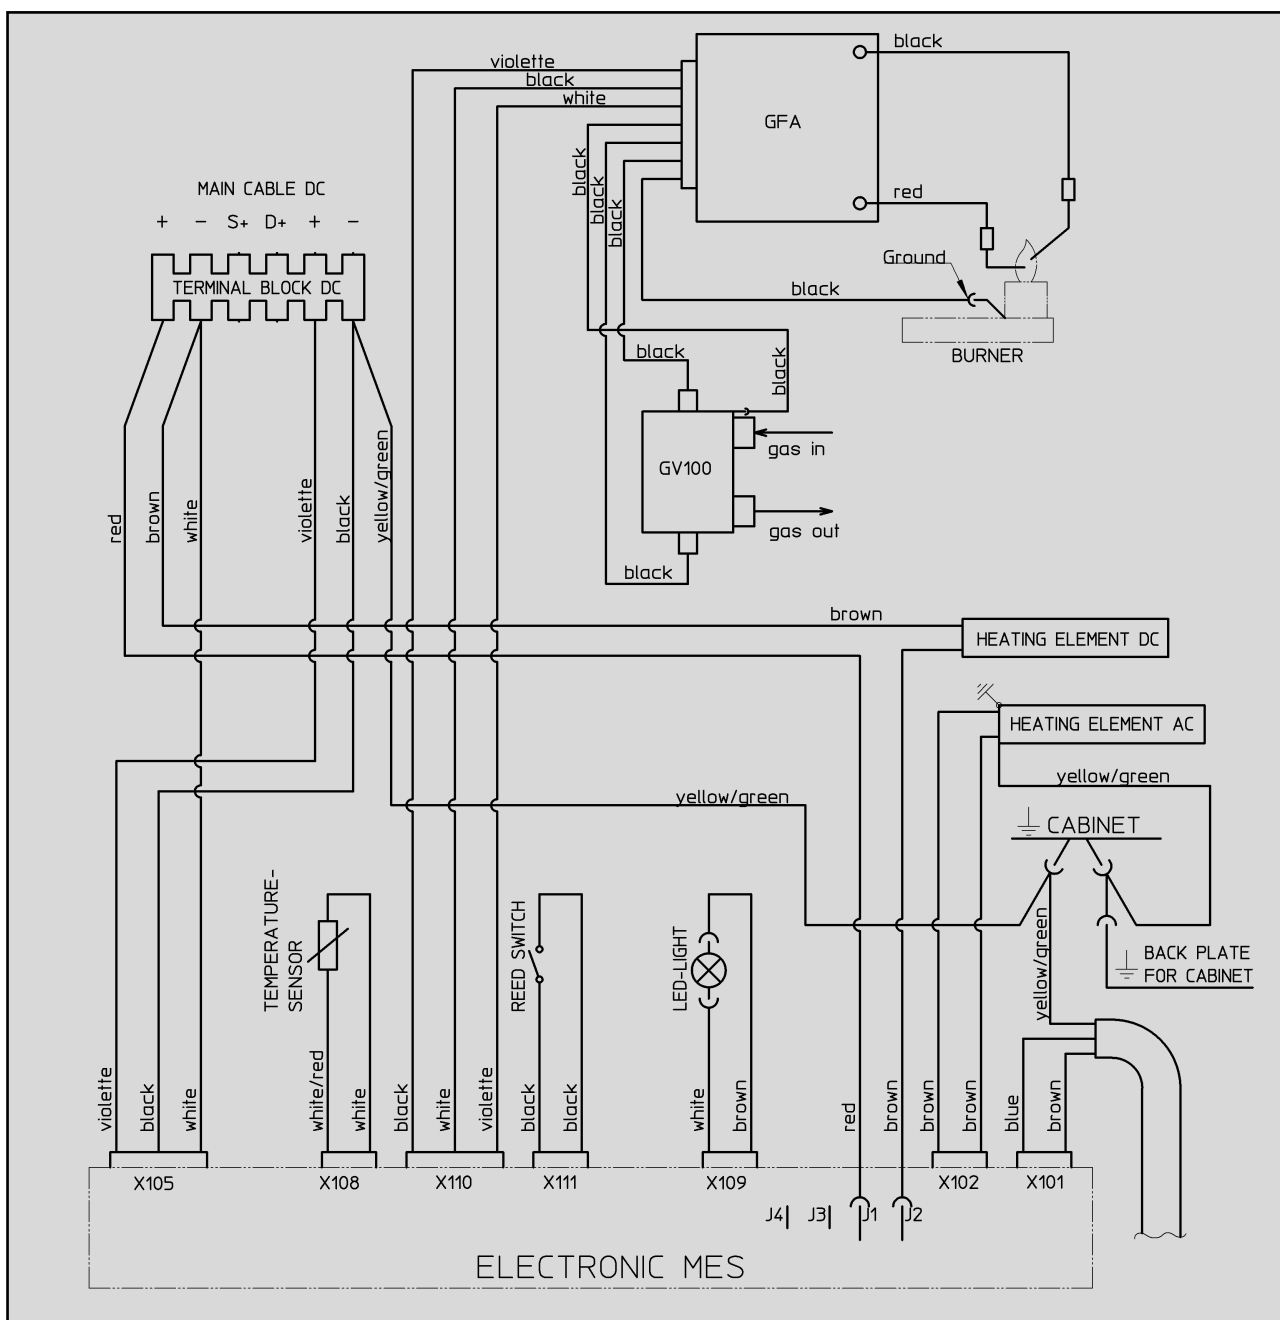 black
violette
black
white
GFA
black
black
black
MAIN CABLE DC
+ - S+ D+ + -
red
Ground
TERMINAL BLOCK DC
black
BURNER
black
black
gas in
GV100
yellow/green
red
brown
white
violette
black
gas out
black
brown
HEATING ELEMENT DC
HEATING ELEMENT AC
yellow/green
yellow/green
CABINET
TEMPERATURE-
SENSOR
REED SWITCH
LED-LIGHT
yellow/green
BACK PLATE
FOR CABINET
violette
black
white
white/red
white
black
white
violette
black
black
white
brown
red
brown
brown
brown
blue
brown
X105
X108
X110
X111
X109
X102
X101
J4
J3
J1
J2
ELECTRONIC MES